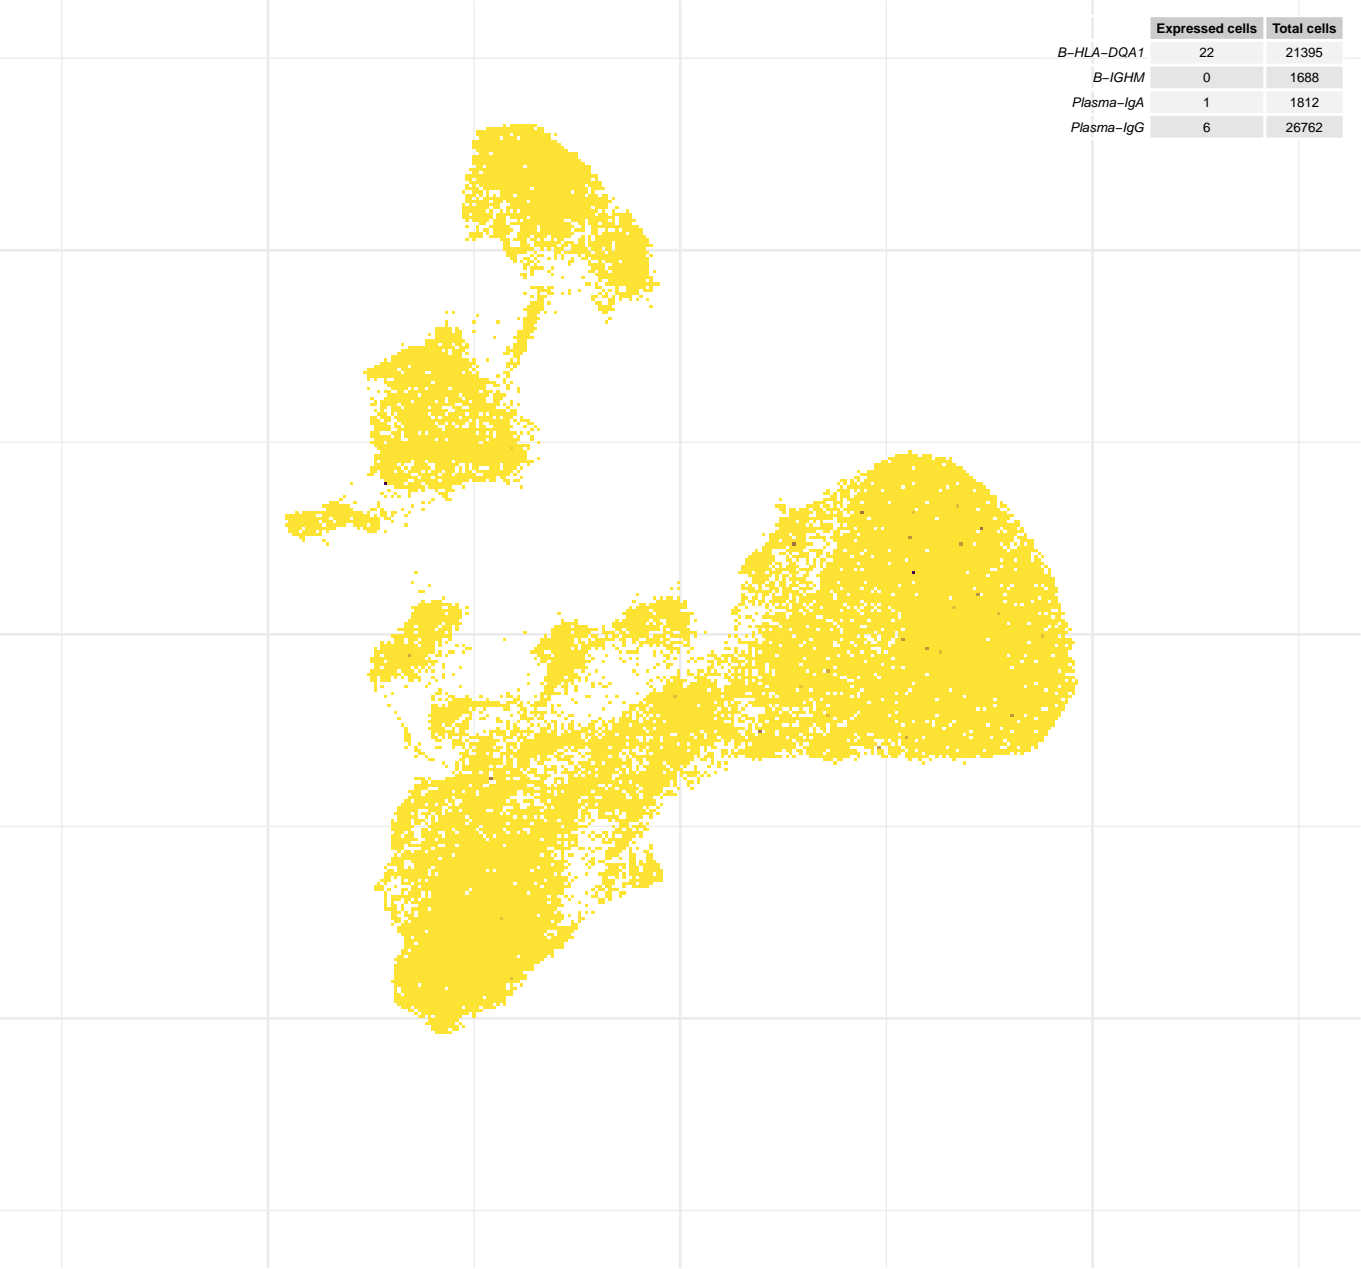 Expressed cells Total cells
B−HLA−DQA1 22 21395
B−IGHM 0 1688
Plasma−IgA 1 1812
Plasma−IgG 6 26762